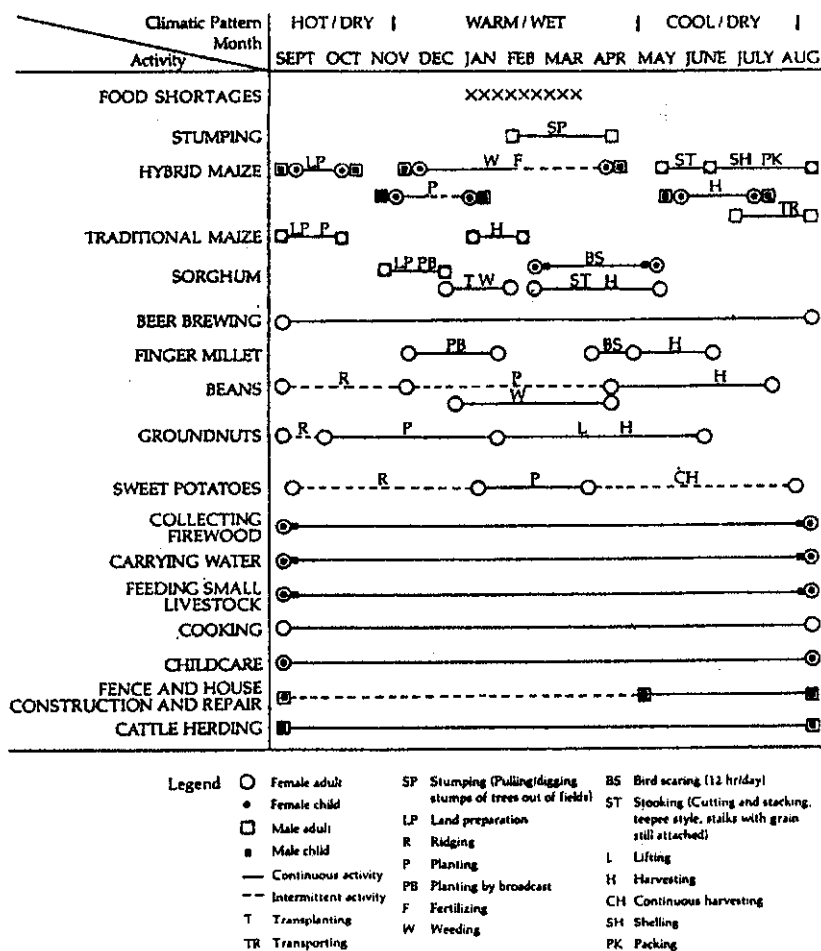 Climatic Pattern HOT/DRY | WARM/WET | COOL/DRY |
Month
Activity SEPT OCT NOV DEC JAN FEB MAR APR MAY JUNE JULY AUG
FOOD SHORTAGES XXXXXXXXX
STUMPING SP
HYBRID MAIZE LP W F ST SH PK
P H
TR
TRADITIONAL MAIZE LP P H
SORGHUM LP PB BS
T W ST H
BEER BREWING
FINGER MILLET PB BS H
BEANS R P H
W
GROUNDNUTS R P L H
SWEET POTATOES R P CH
COLLECTING
FIREWOOD
CARRYING WATER
FEEDING SMALL
LIVESTOCK
COOKING
CHILDCARE
FENCE AND HOUSE
CONSTRUCTION AND REPAIR
CATTLE HERDING
Legend
Female adult
Female child
Male adult
Male child
Continuous activity
Intermittent activity
T Transplanting
TR Transporting
SP Stumping (Pulling/digging
stumps of trees out of fields)
LP Land preparation
R Ridging
P Planting
PB Planting by broadcast
F Fertilizing
W Weeding
BS Bird scaring (12 hr/day)
ST Stooking (Cutting and stacking,
teepee style, stalks with grain
still attached)
L Lifting
H Harvesting
CH Continuous harvesting
SH Shelling
PK Packing